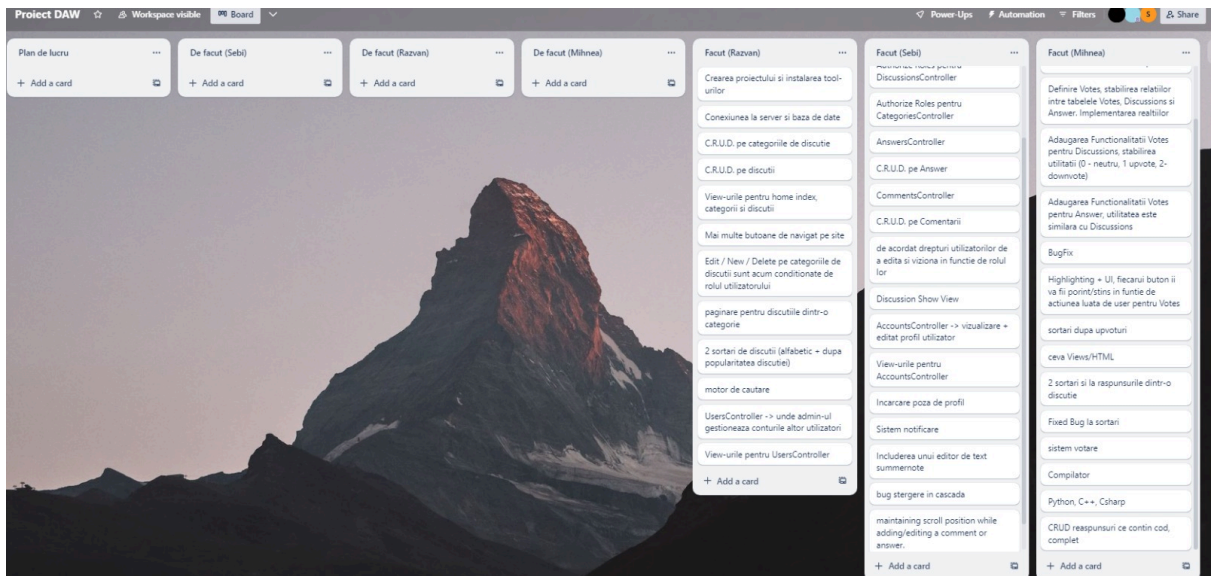 Proiect DAW
Workspace visible
Board
Power-Ups
Automation
Filters
S
Share
Plan de lucru
+ Add a card
De facut (Sebi)
+ Add a card
De facut (Razvan)
+ Add a card
De facut (Mihnea)
+ Add a card
Facut (Razvan)
Crearea proiectului si instalarea tool-
urilor
Conexiunea la server si baza de date
C.R.U.D. pe categoriile de discutie
C.R.U.D. pe discutii
View-urile pentru home index,
categorii si discutii
Mai multe butoane de navigat pe site
Edit / New / Delete pe categoriile de
discutii sunt acum conditionate de
rolul utilizatorului
paginare pentru discutiile dintr-o
categorie
2 sortari de discutii (alfabetic + dupa
popularitatea discutiei)
motor de cautare
UsersController -> unde admin-ul
gestioneaza conturile altor utilizatori
View-urile pentru UsersController
+ Add a card
Facut (Sebi)
Authorize Roles pentru
DiscussionsController
Authorize Roles pentru
CategoriesController
AnswersController
C.R.U.D. pe Answer
CommentsController
C.R.U.D. pe Comentarii
de acordat drepturi utilizatorilor de
a edita si viziona in functie de rolul
lor
Discussion Show View
AccountsController -> vizualizare +
editat profil utilizator
View-urile pentru
AccountsController
Incarcare poza de profil
Sistem notificare
Includerea unui editor de text
summernote
bug stergere in cascada
maintaining scroll position while
adding/editing a comment or
answer.
+ Add a card
Facut (Mihnea)
Definire Votes, stabilirea relatiilor
intre tabelele Votes, Discussions si
Answer. Implementarea realtiilor
Adaugarea Functionalitatii Votes
pentru Discussions, stabilirea
utilitatii (0 - neutru, 1 upvote, 2-
downvote)
Adaugarea Functionalitatii Votes
pentru Answer, utilitatea este
similara cu Discussions
BugFix
Highlighting + UI, fiecarui buton ii
va fii porint/stins in funtie de
actiunea luata de user pentru Votes
sortari dupa upvoturi
ceva Views/HTML
2 sortari si la raspunsurile dintr-o
discutie
Fixed Bug la sortari
sistem votare
Compilator
Python, C++, Csharp
CRUD reaspunsuri ce contin cod,
complet
+ Add a card